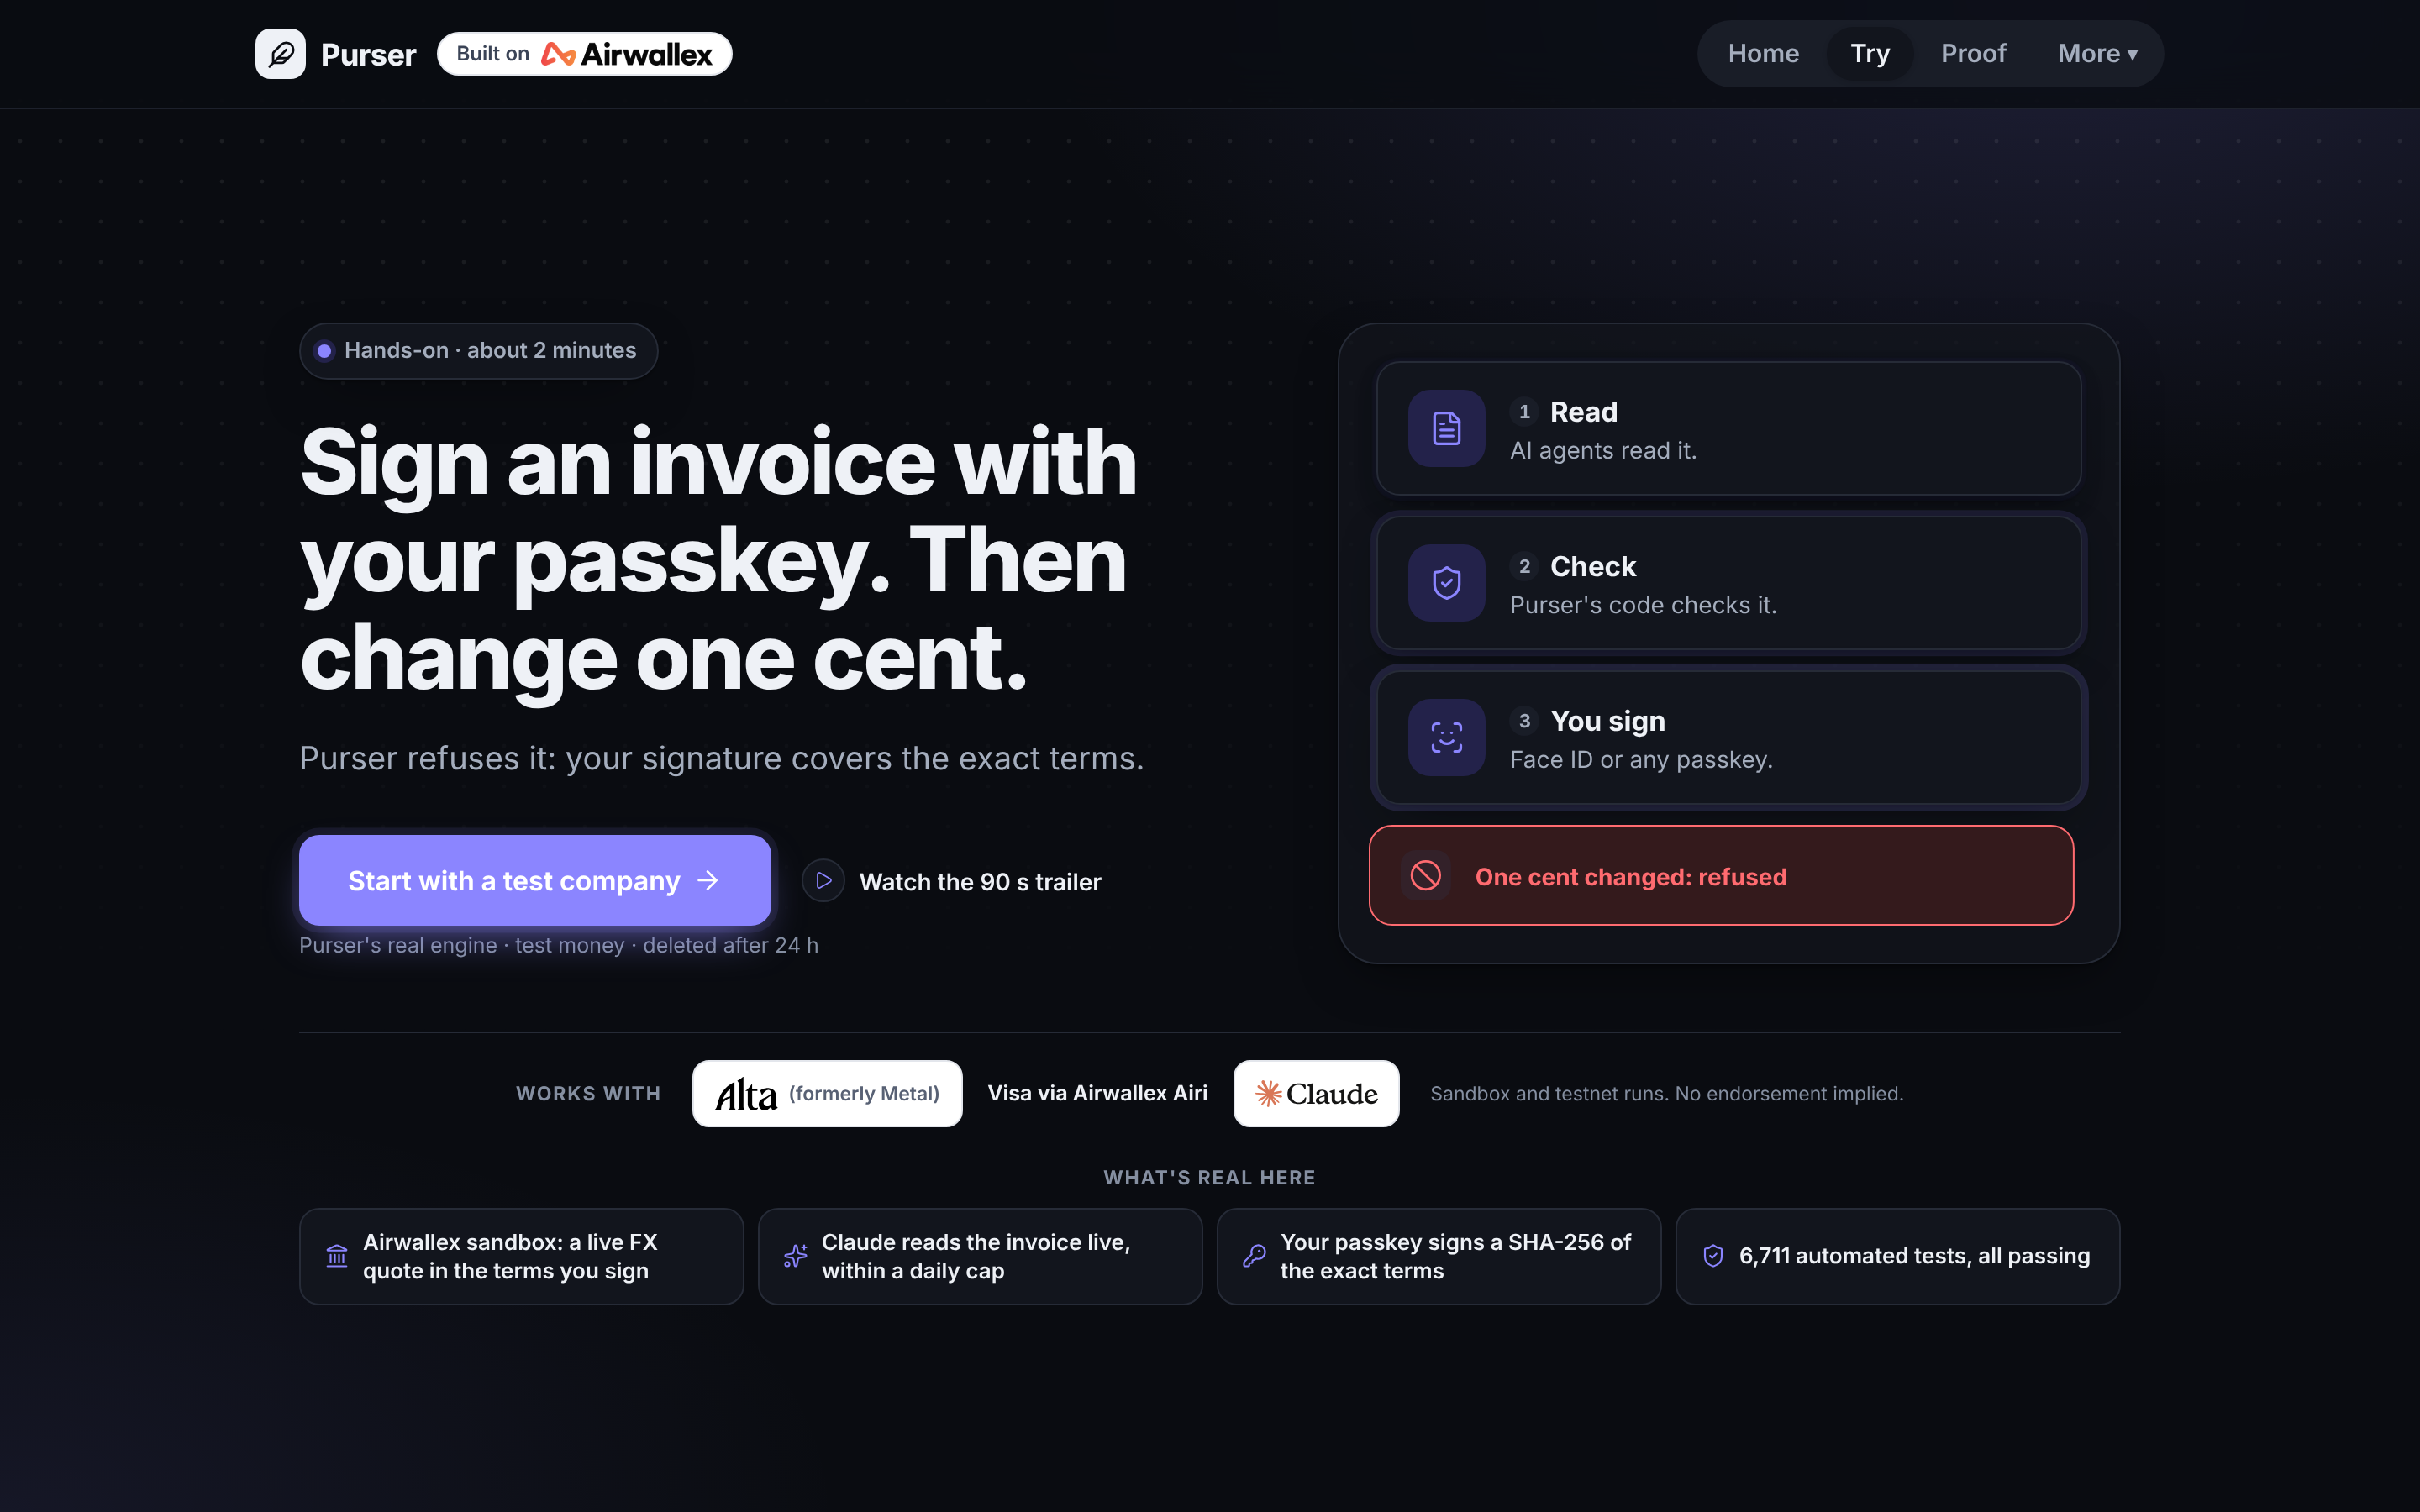 Purser
Built on Airwallex
Home
Try
Proof
More ▾
Hands-on · about 2 minutes
Sign an invoice with
your passkey. Then
change one cent.
Purser refuses it: your signature covers the exact terms.
Start with a test company →
Watch the 90 s trailer
Purser's real engine · test money · deleted after 24 h
1 Read
AI agents read it.
2 Check
Purser's code checks it.
3 You sign
Face ID or any passkey.
One cent changed: refused
WORKS WITH
Alta (formerly Metal)
Visa via Airwallex Airi
Claude
Sandbox and testnet runs. No endorsement implied.
WHAT'S REAL HERE
Airwallex sandbox: a live FX
quote in the terms you sign
Claude reads the invoice live,
within a daily cap
Your passkey signs a SHA-256 of
the exact terms
6,711 automated tests, all passing